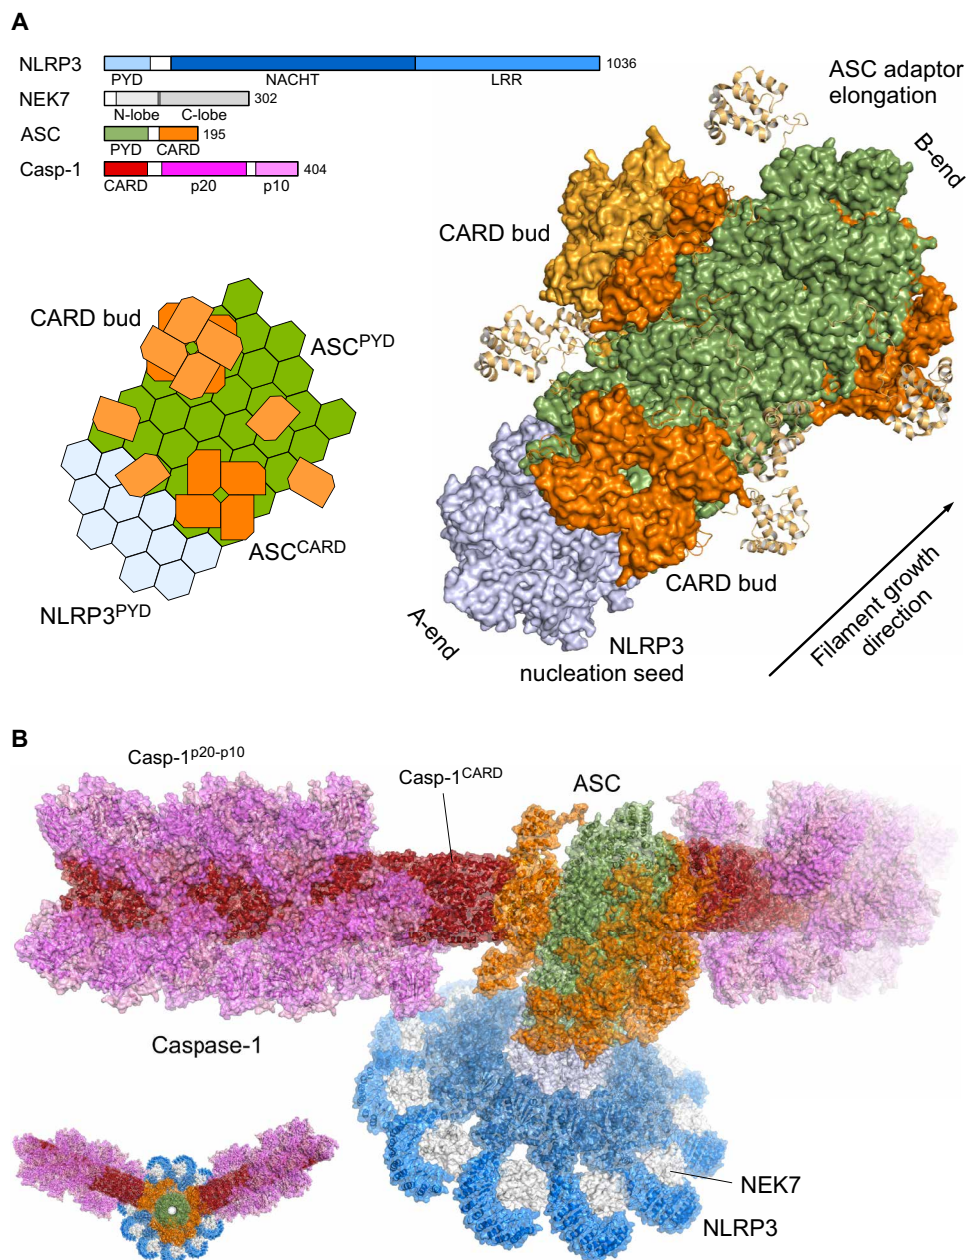 A
NLRP3
1036
PYD
NACHT
LRR
NEK7
302
N-lobe
C-lobe
ASC
195
PYD
CARD
Casp-1
404
CARD
p20
p10
ASC adaptor
elongation
B-end
CARD bud
CARD bud
ASCPYD
ASCCARD
NLRP3PYD
CARD bud
A-end
NLRP3
nucleation seed
Filament growth
direction
B
Casp-1p20-p10
Casp-1CARD
ASC
Caspase-1
NEK7
NLRP3